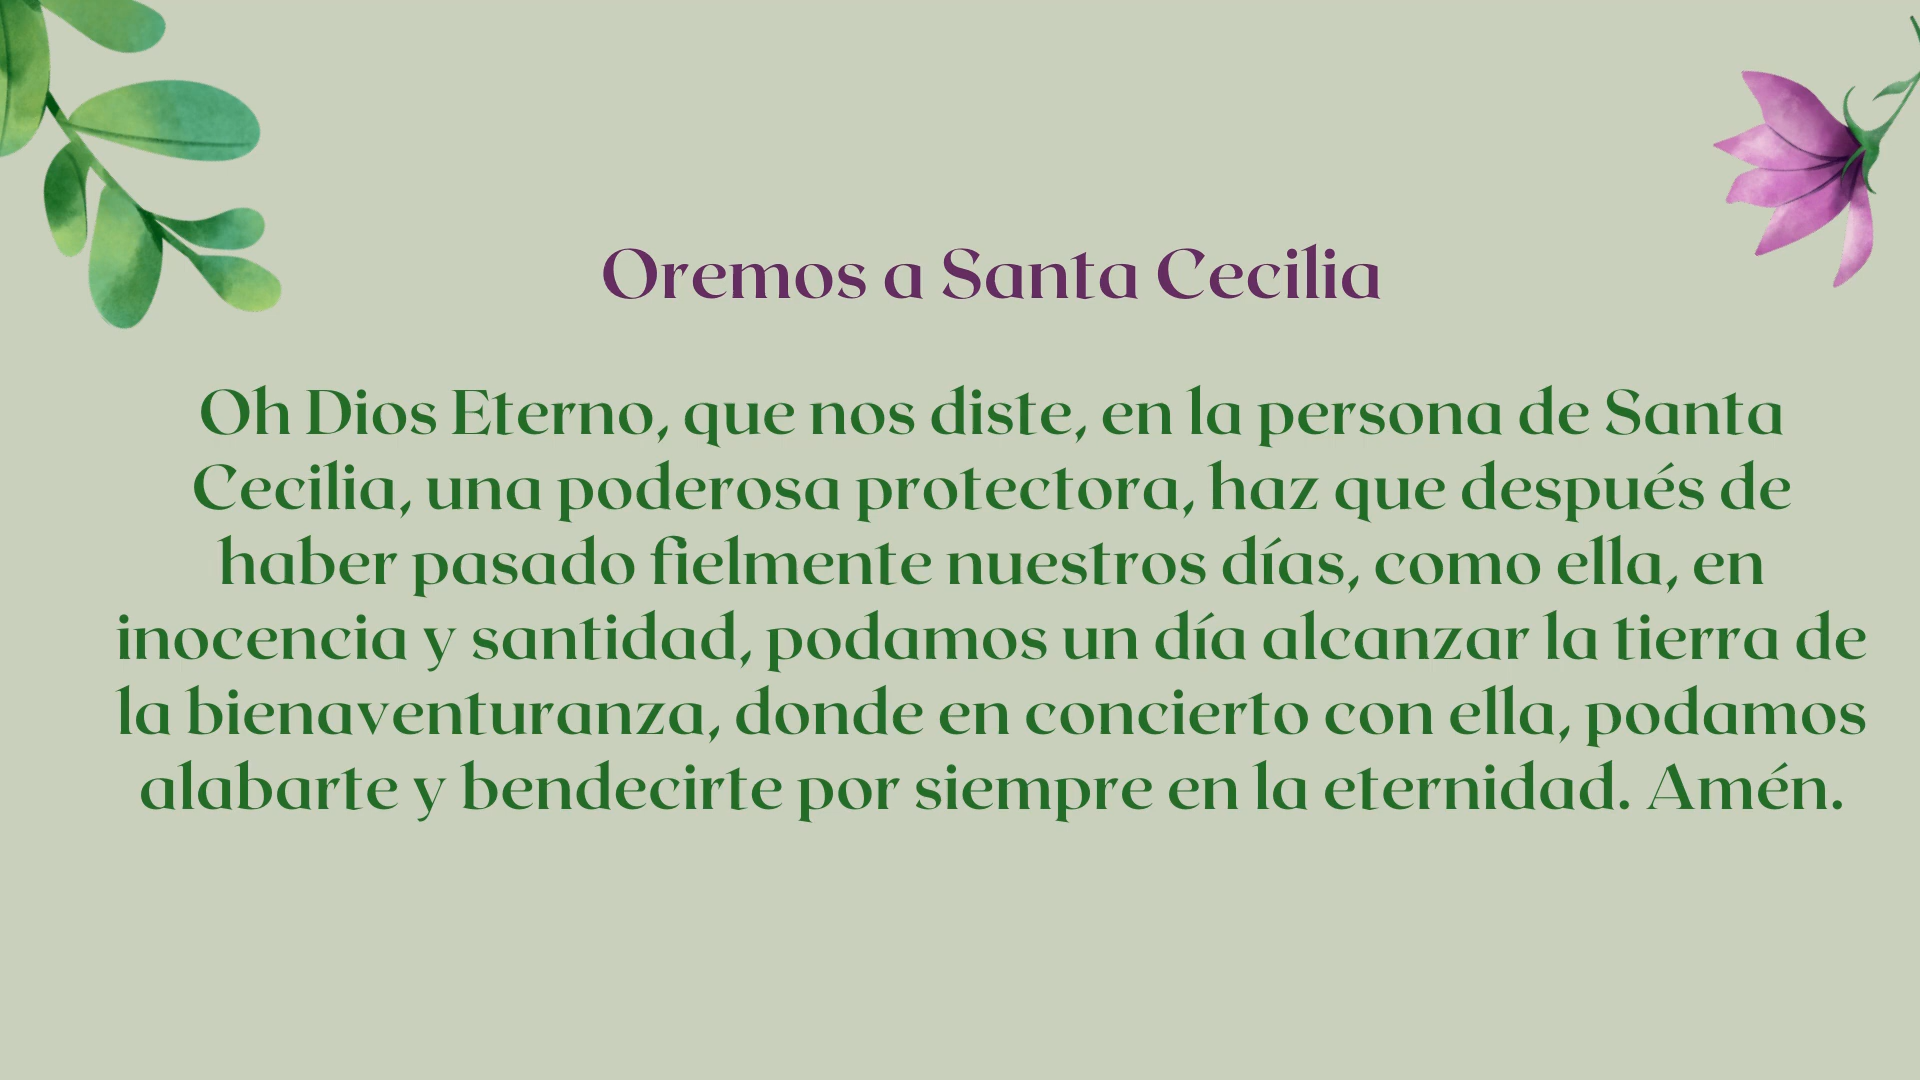 Oremos a Santa Cecilia
Oh Dios Eterno, que nos diste, en la persona de Santa
Cecilia, una poderosa protectora, haz que después de
haber pasado fielmente nuestros días, como ella, en
inocencia y santidad, podamos un día alcanzar la tierra de
la bienaventuranza, donde en concierto con ella, podamos
alabarte y bendecirte por siempre en la eternidad. Amén.